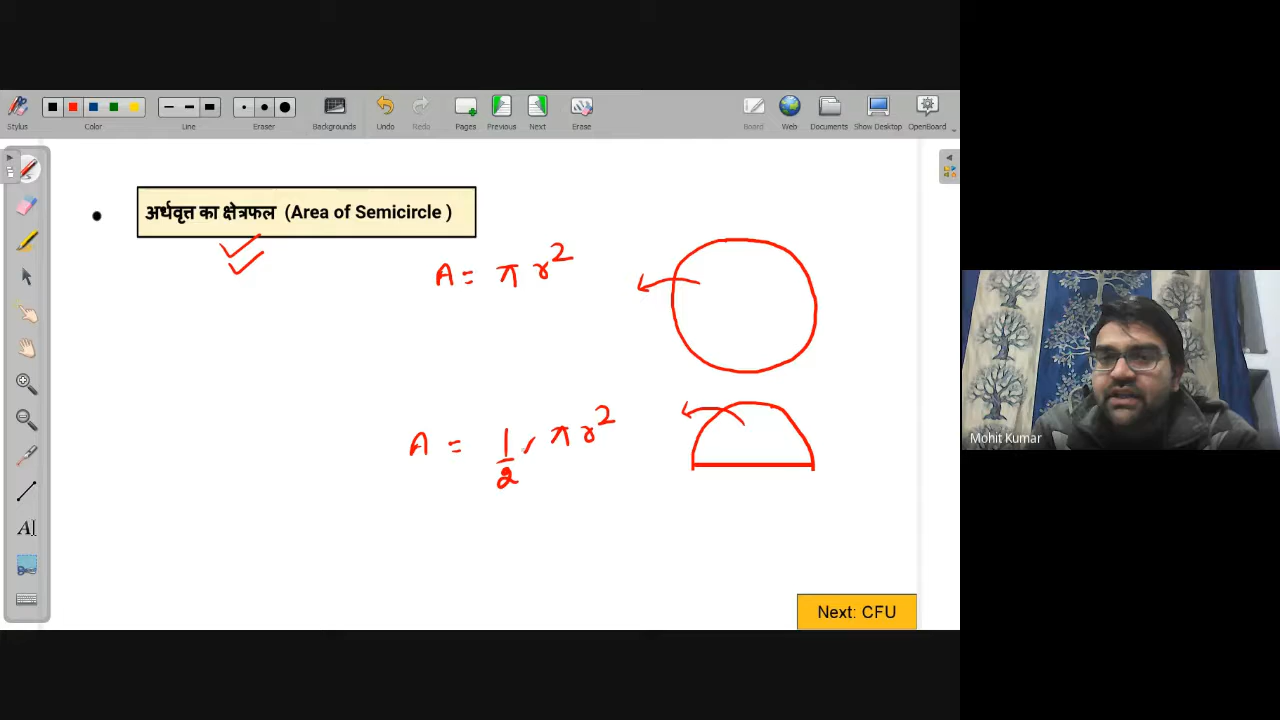 Stylus Color Line Eraser Backgrounds Undo Redo Pages Previous Next Erase Board Web Documents Show Desktop OpenBoard
अर्धवृत्त का क्षेत्रफल (Area of Semicircle )
A = π r²
A = 1/2 , π r²
Mohit Kumar
Next: CFU